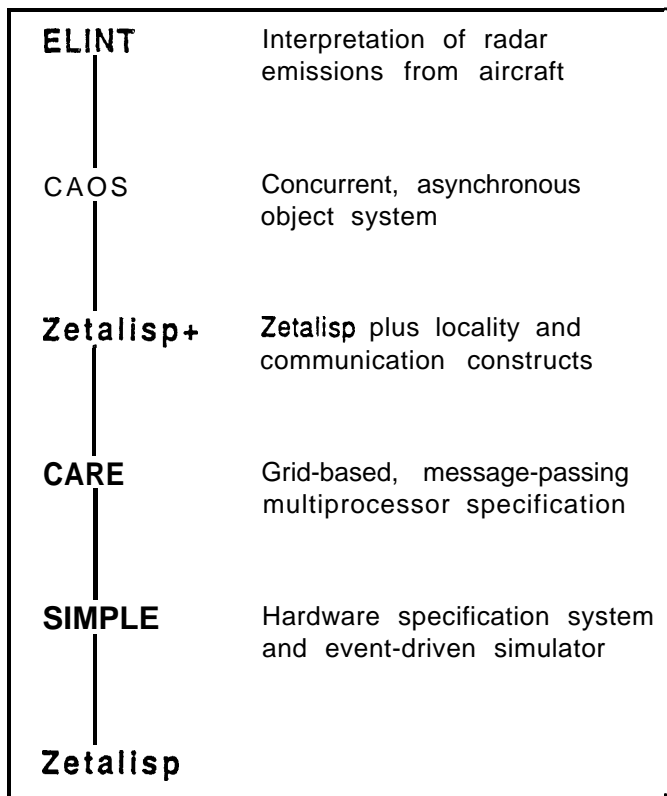 ELINT Interpretation of radar
emissions from aircraft
CAOS Concurrent, asynchronous
object system
Zetalisp+ Zetalisp plus locality and
communication constructs
CARE Grid-based, message-passing
multiprocessor specification
SIMPLE Hardware specification system
and event-driven simulator
Zetalisp